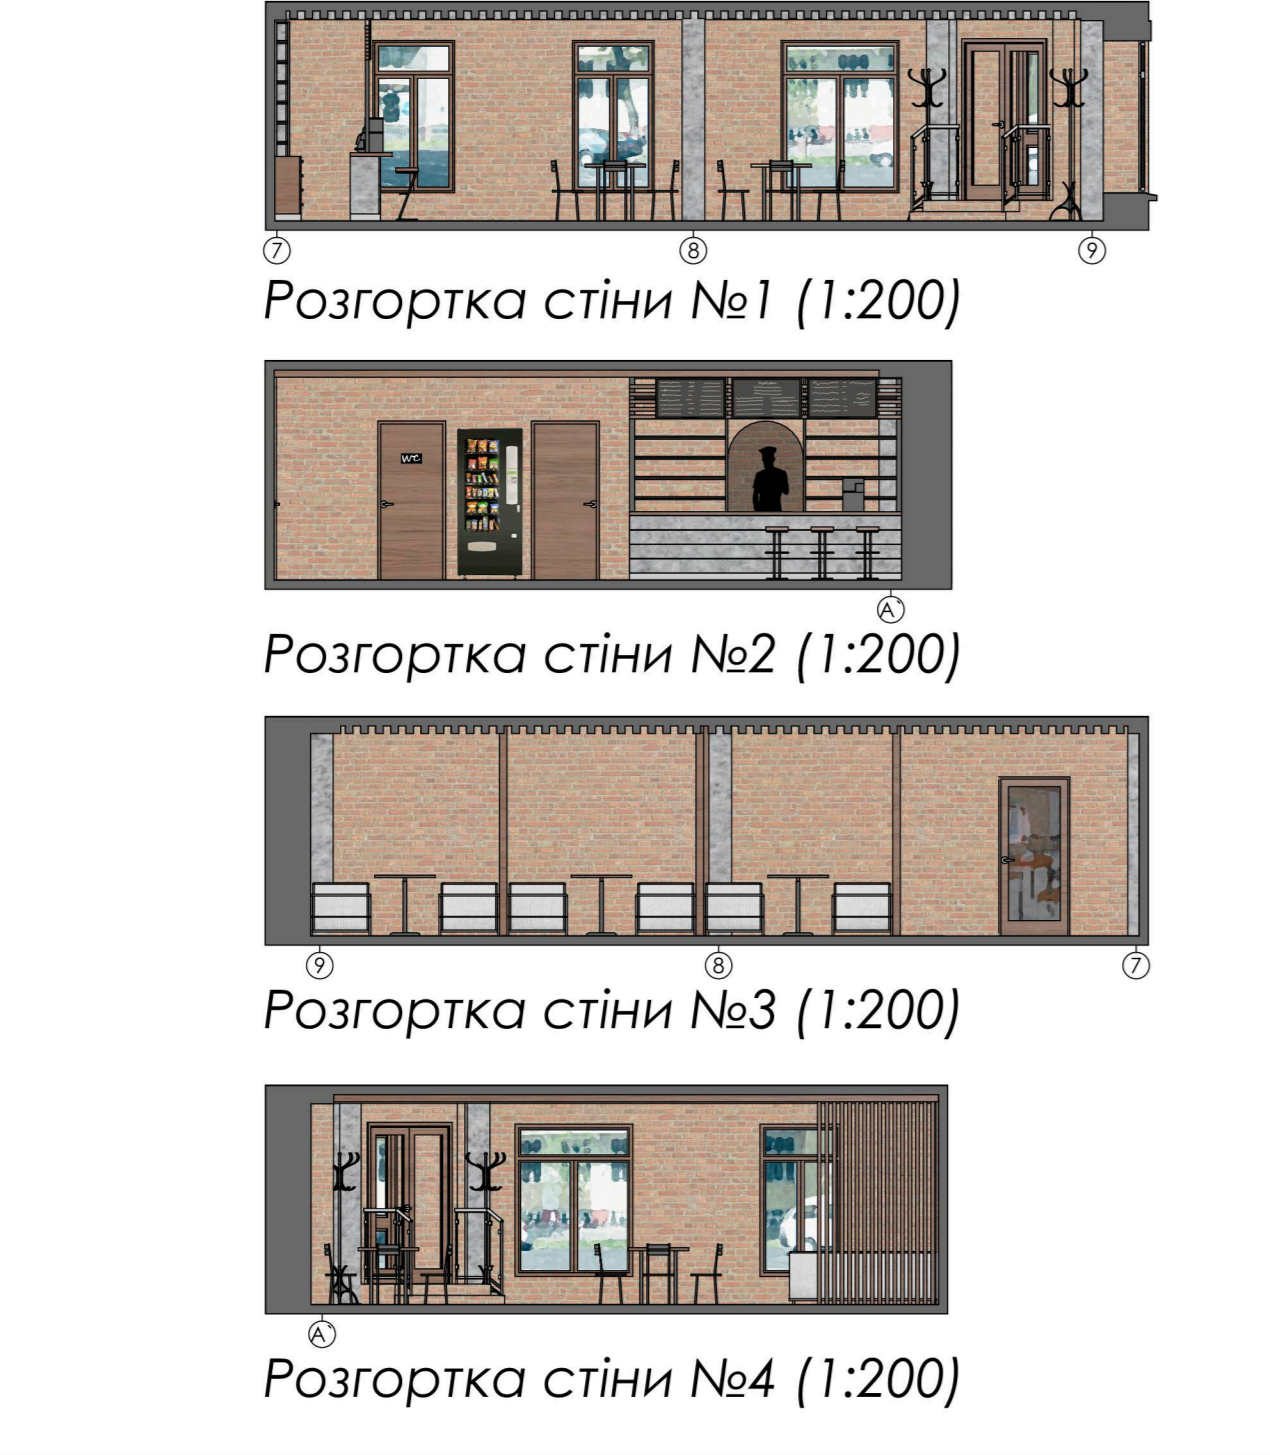 7
8
9
Розгортка стіни №1 (1:200)
WC
А`
Розгортка стіни №2 (1:200)
9
8
7
Розгортка стіни №3 (1:200)
А`
Розгортка стіни №4 (1:200)